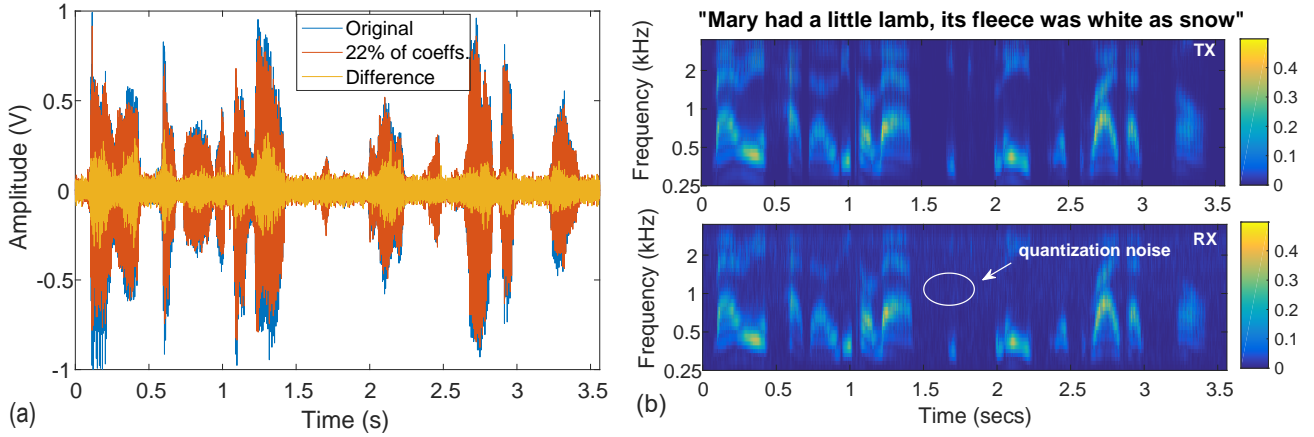 1
0.5
0
-0.5
-1
Amplitude (V)
Original
22% of coeffs.
Difference
0 0.5 1 1.5 2 2.5 3 3.5
Time (s)
(a)
"Mary had a little lamb, its fleece was white as snow"
TX
Frequency (kHz)
2
1
0.5
0.25
0 0.5 1 1.5 2 2.5 3 3.5
0.4
0.3
0.2
0.1
0
RX
quantization noise
Frequency (kHz)
2
1
0.5
0.25
0 0.5 1 1.5 2 2.5 3 3.5
Time (secs)
0.4
0.3
0.2
0.1
0
(b)